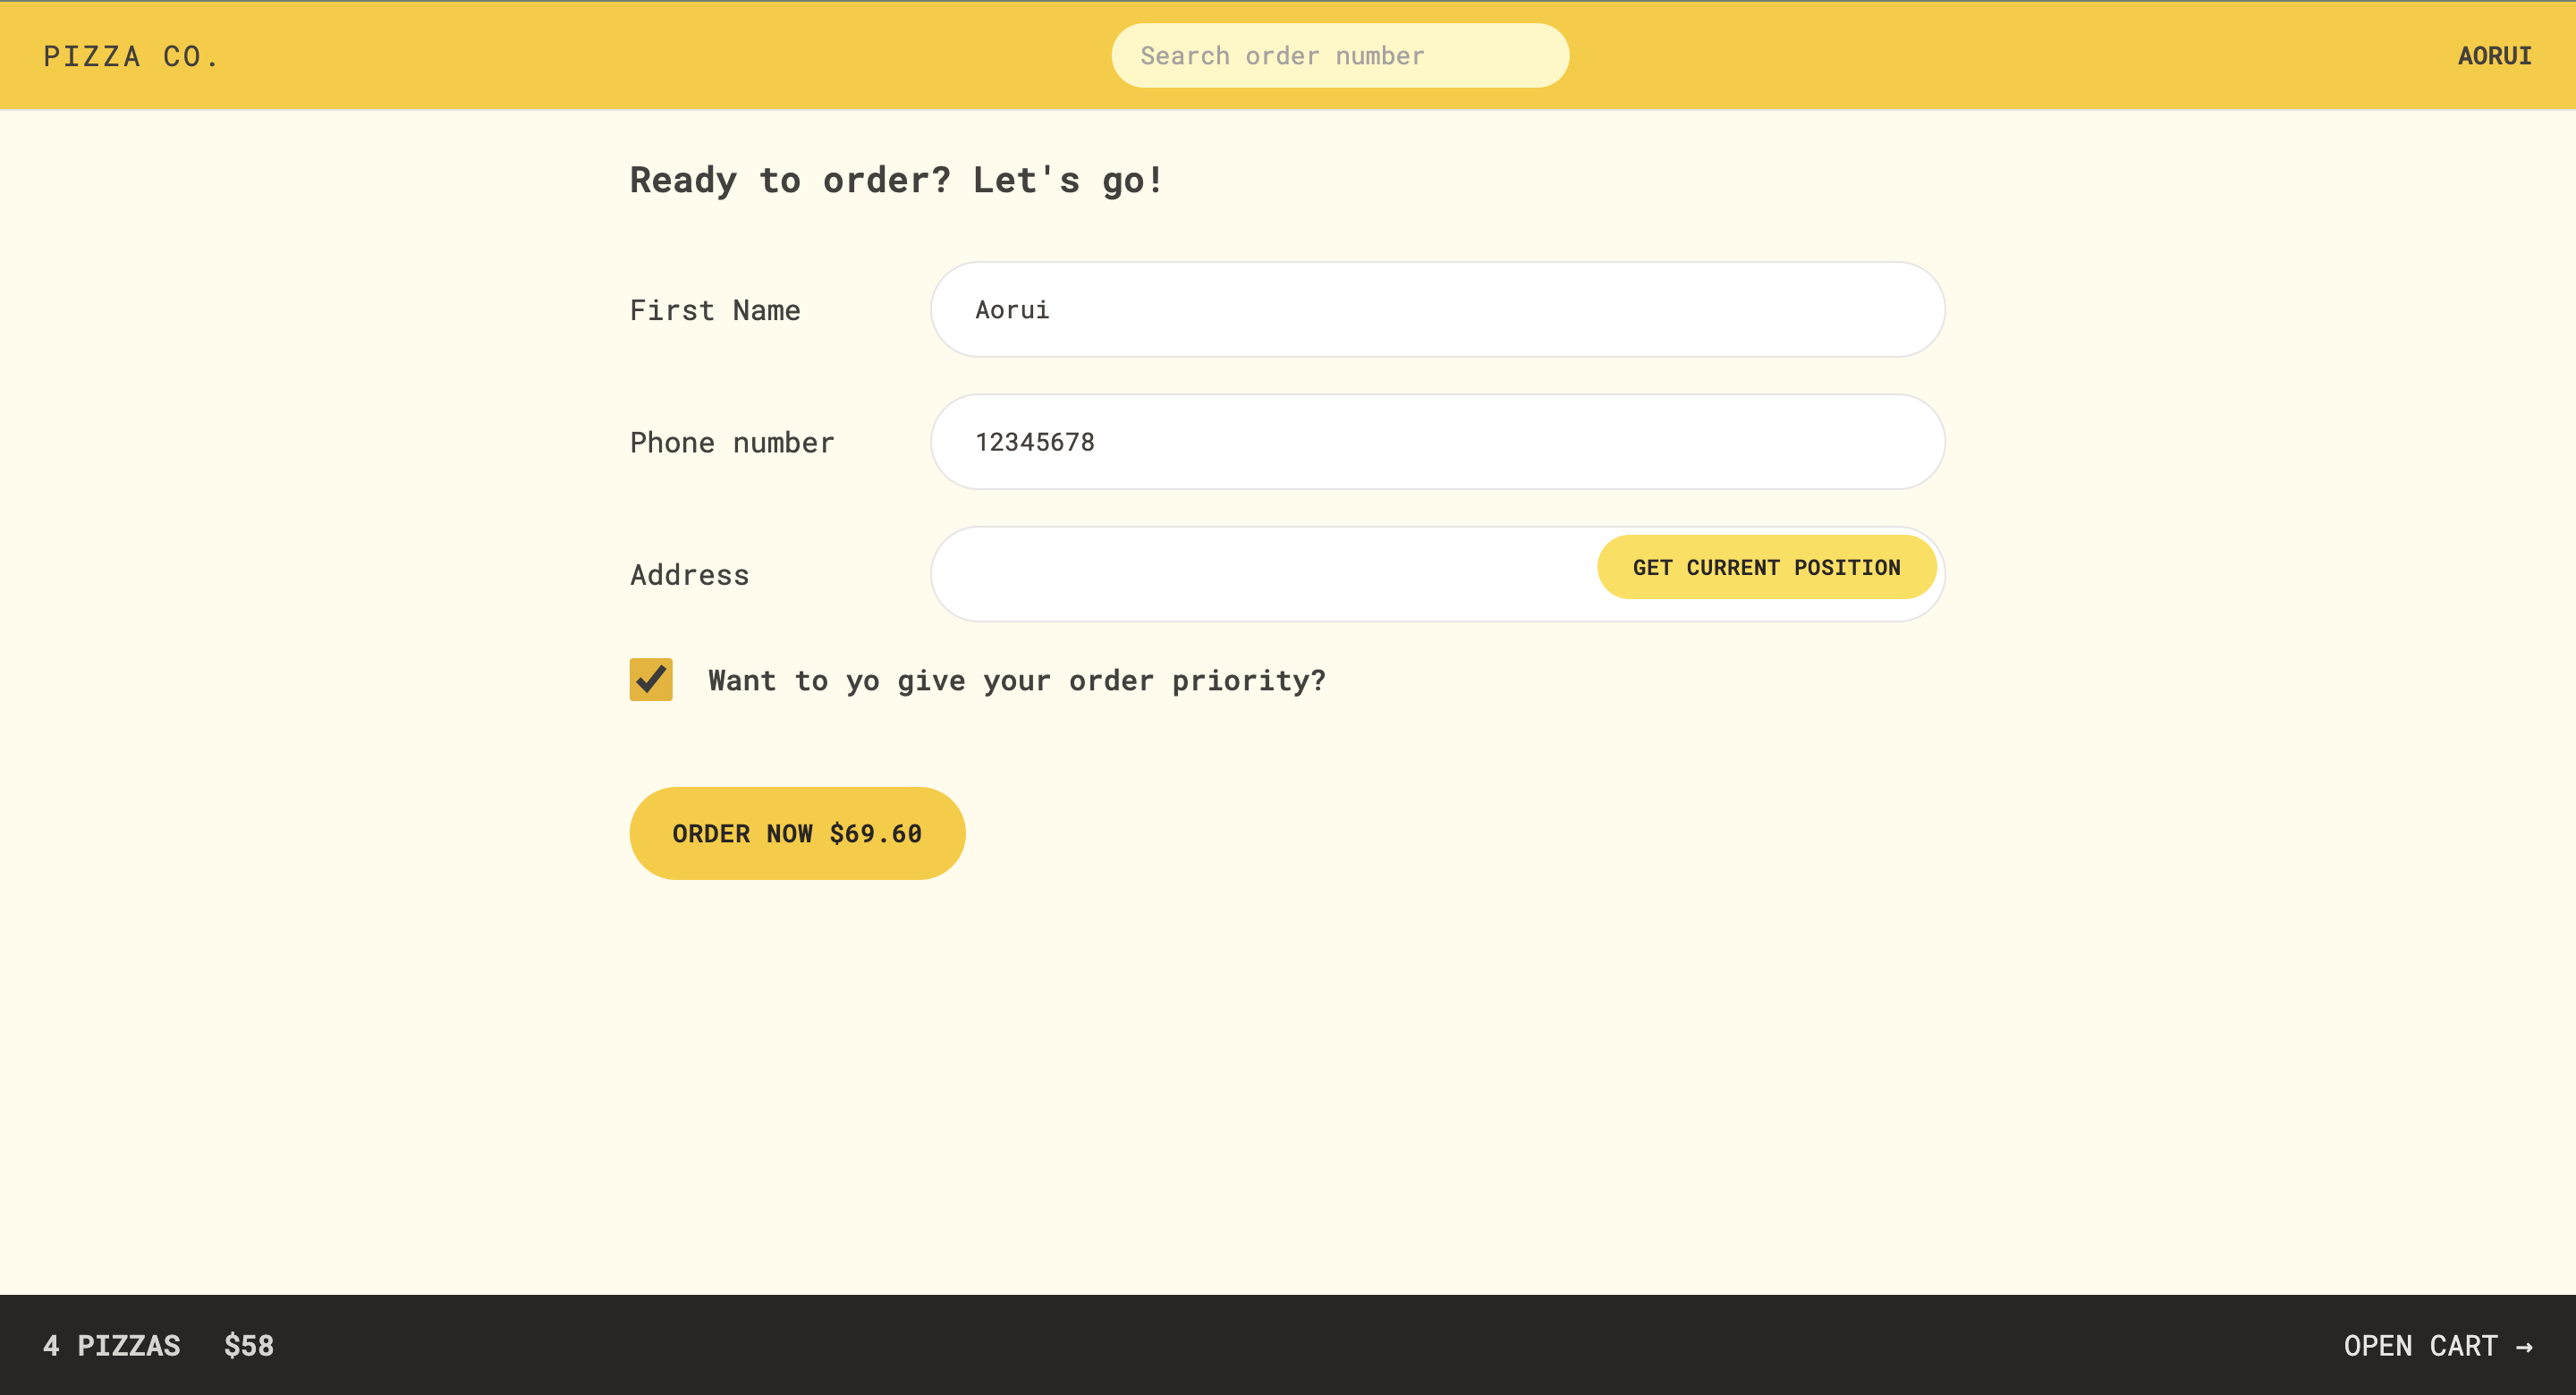 PIZZA CO.
Search order number
AORUI
Ready to order? Let's go!
First Name
Aorui
Phone number
12345678
Address
GET CURRENT POSITION
Want to yo give your order priority?
ORDER NOW $69.60
4 PIZZAS $58
OPEN CART →